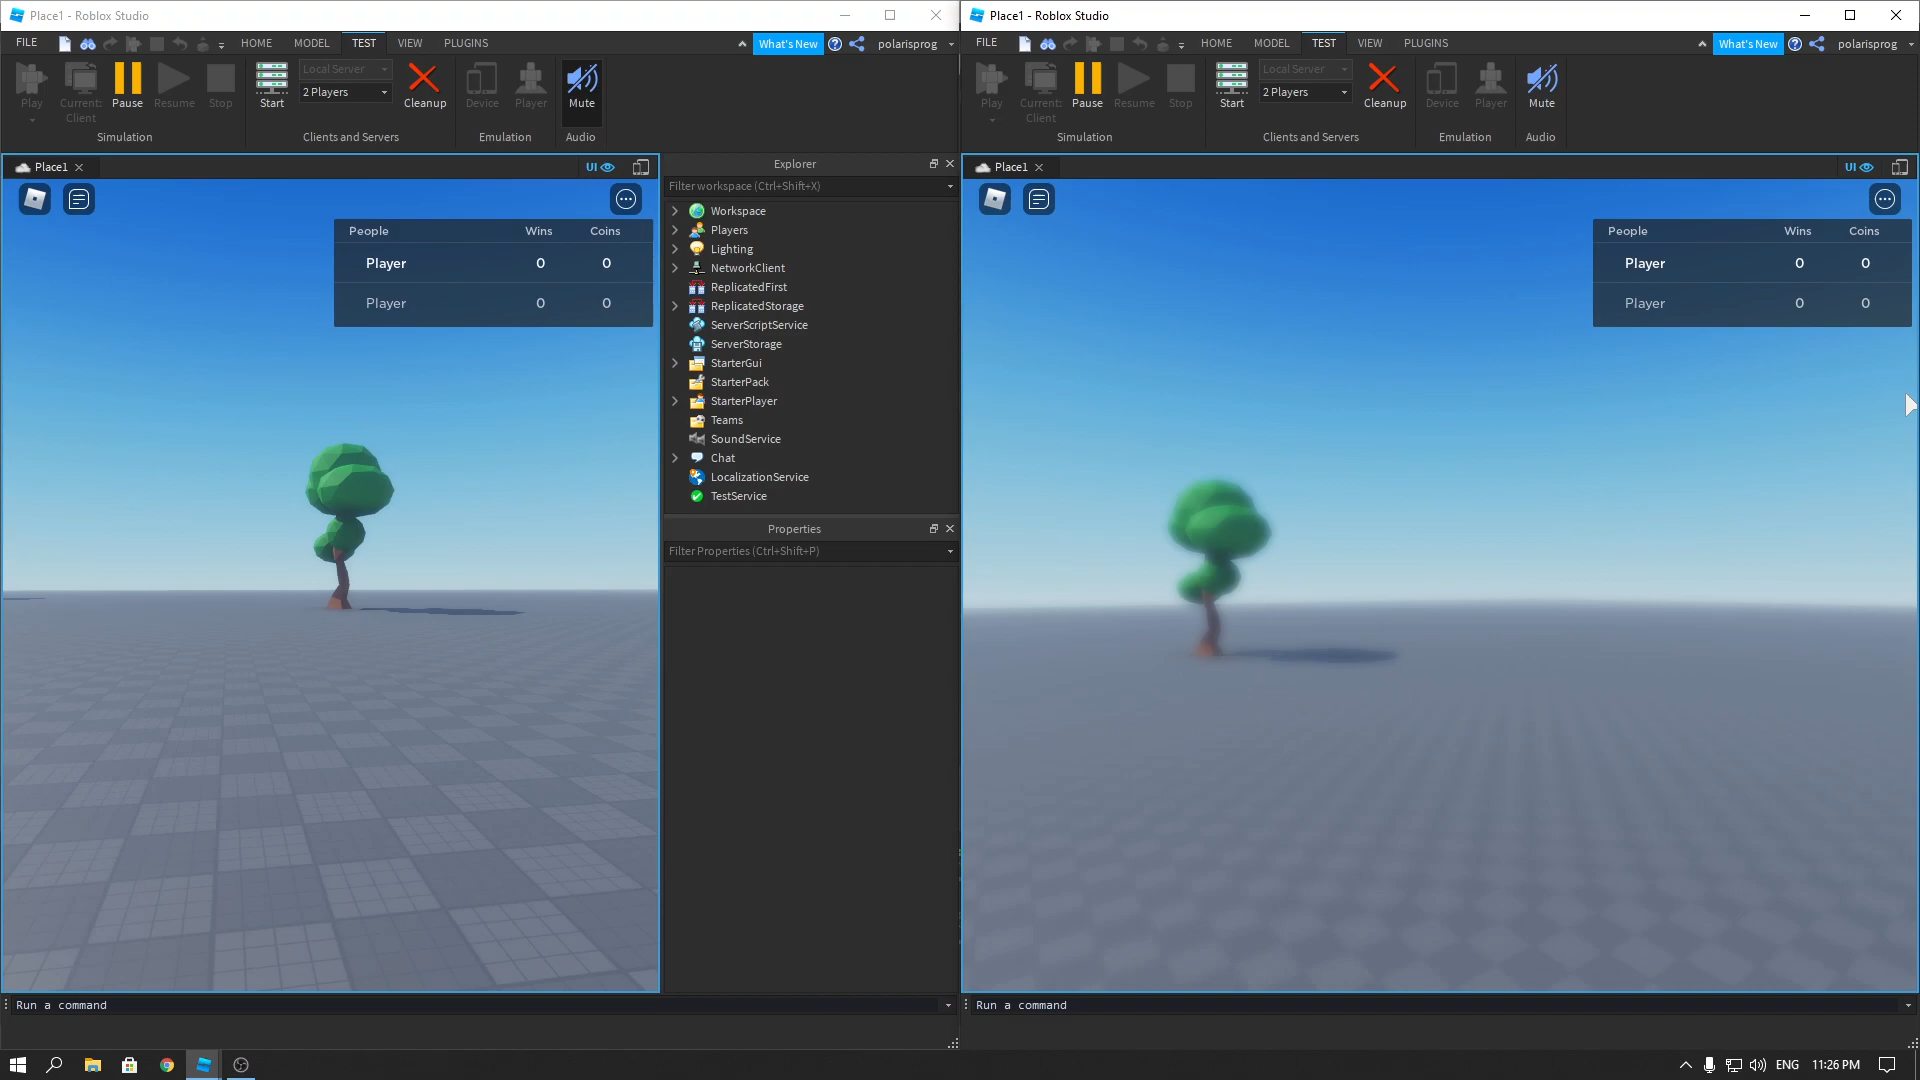 Place1 - Roblox Studio
FILE HOME MODEL TEST VIEW PLUGINS What's New polarisprog
Play Current: Client Pause Resume Stop Start Local Server 2 Players Cleanup Device Player Mute
Simulation Clients and Servers Emulation Audio
Place1 UI
People Wins Coins
Player 0 0
Player 0 0
Explorer
Filter workspace (Ctrl+Shift+X)
Workspace
Players
Lighting
NetworkClient
ReplicatedFirst
ReplicatedStorage
ServerScriptService
ServerStorage
StarterGui
StarterPack
StarterPlayer
Teams
SoundService
Chat
LocalizationService
TestService
Properties
Filter Properties (Ctrl+Shift+P)
Run a command
Place1 - Roblox Studio
FILE HOME MODEL TEST VIEW PLUGINS What's New polarisprog
Play Current: Client Pause Resume Stop Start Local Server 2 Players Cleanup Device Player Mute
Simulation Clients and Servers Emulation Audio
Place1 UI
People Wins Coins
Player 0 0
Player 0 0
Run a command
ENG 11:26 PM